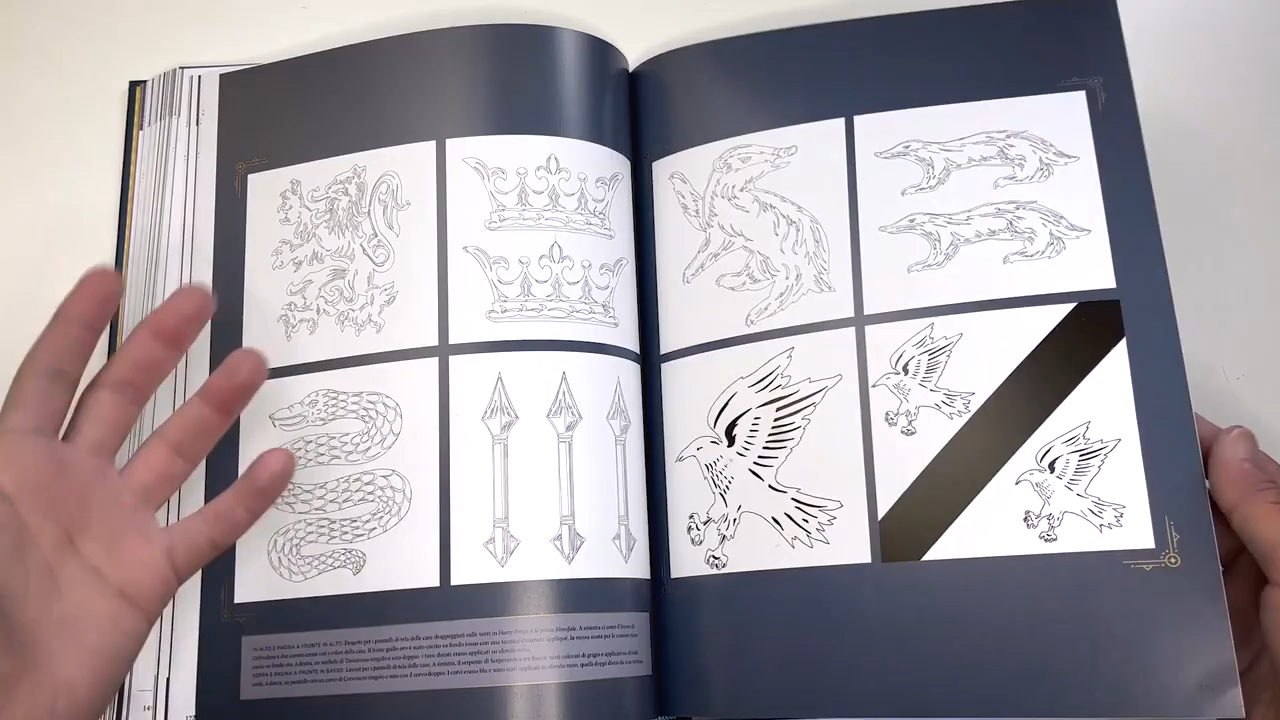 IN ALTO E PAGINA A FRONTE IN ALTO Progetti per i pannelli di tela delle case drappeggiati sulle torri in Harry Potter e la pietra filosofale. A sinistra ci sono il leone di
Grifondoro e due corone create con i colori della casa. Il leone giallo oro è stato cucito su fondo rosso con una tecnica chiamata appliqué, la stessa usata per le corone rosse
cucite su fondo oro. A destra, un simbolo di Tassorosso singolo e uno doppio: i tassi dorati erano applicati su sfondo nero.
SOPRA E PAGINA A FRONTE IN BASSO Layout per i pannelli di tela delle case. A sinistra, il serpente di Serpeverde e tre frecce, tutti colorati di grigio e applicati su sfondo
verde. A destra, un pannello con un corvo di Corvonero singolo e uno con il corvo doppio. I corvi erano blu e sono stati applicati su sfondo nero, quella doppi divisi da una
14
17